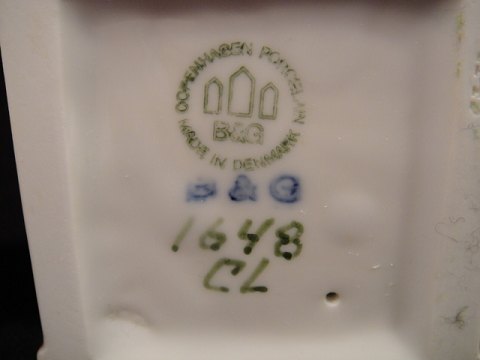 COPENHAGEN PORCELAIN
B&G
MADE IN DENMARK
B & G
1648
CL